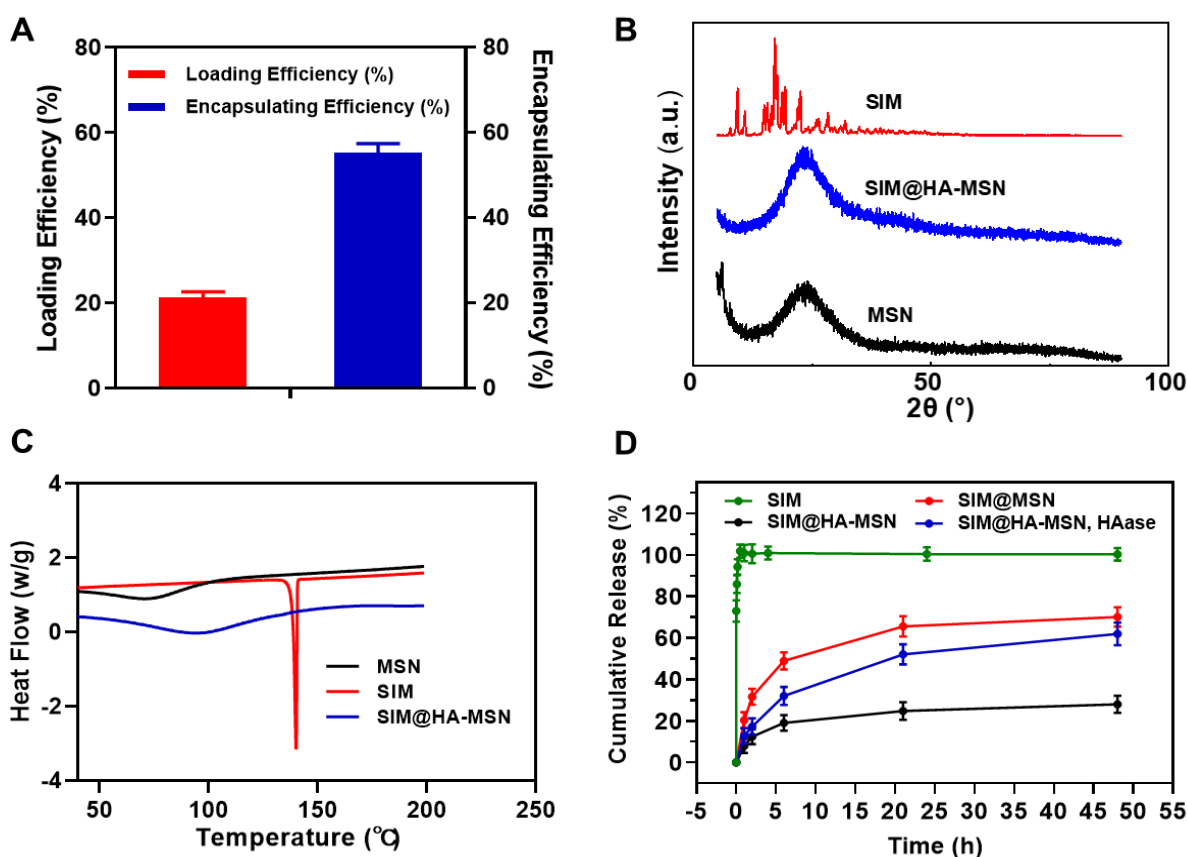 A
Loading Efficiency (%)
Encapsulating Efficiency (%)
80
60
40
20
0
Loading Efficiency (%)
80
60
40
20
0
Encapsulating Efficiency (%)
B
SIM
SIM@HA-MSN
MSN
Intensity (a.u.)
0
50
100
2θ (°)
C
4
2
0
-2
-4
Heat Flow (w/g)
MSN
SIM
SIM@HA-MSN
50
100
150
200
250
Temperature (℃)
D
SIM
SIM@MSN
SIM@HA-MSN
SIM@HA-MSN, HAase
120
100
80
60
40
20
0
Cumulative Release (%)
-5 0 5 10 15 20 25 30 35 40 45 50 55
Time (h)